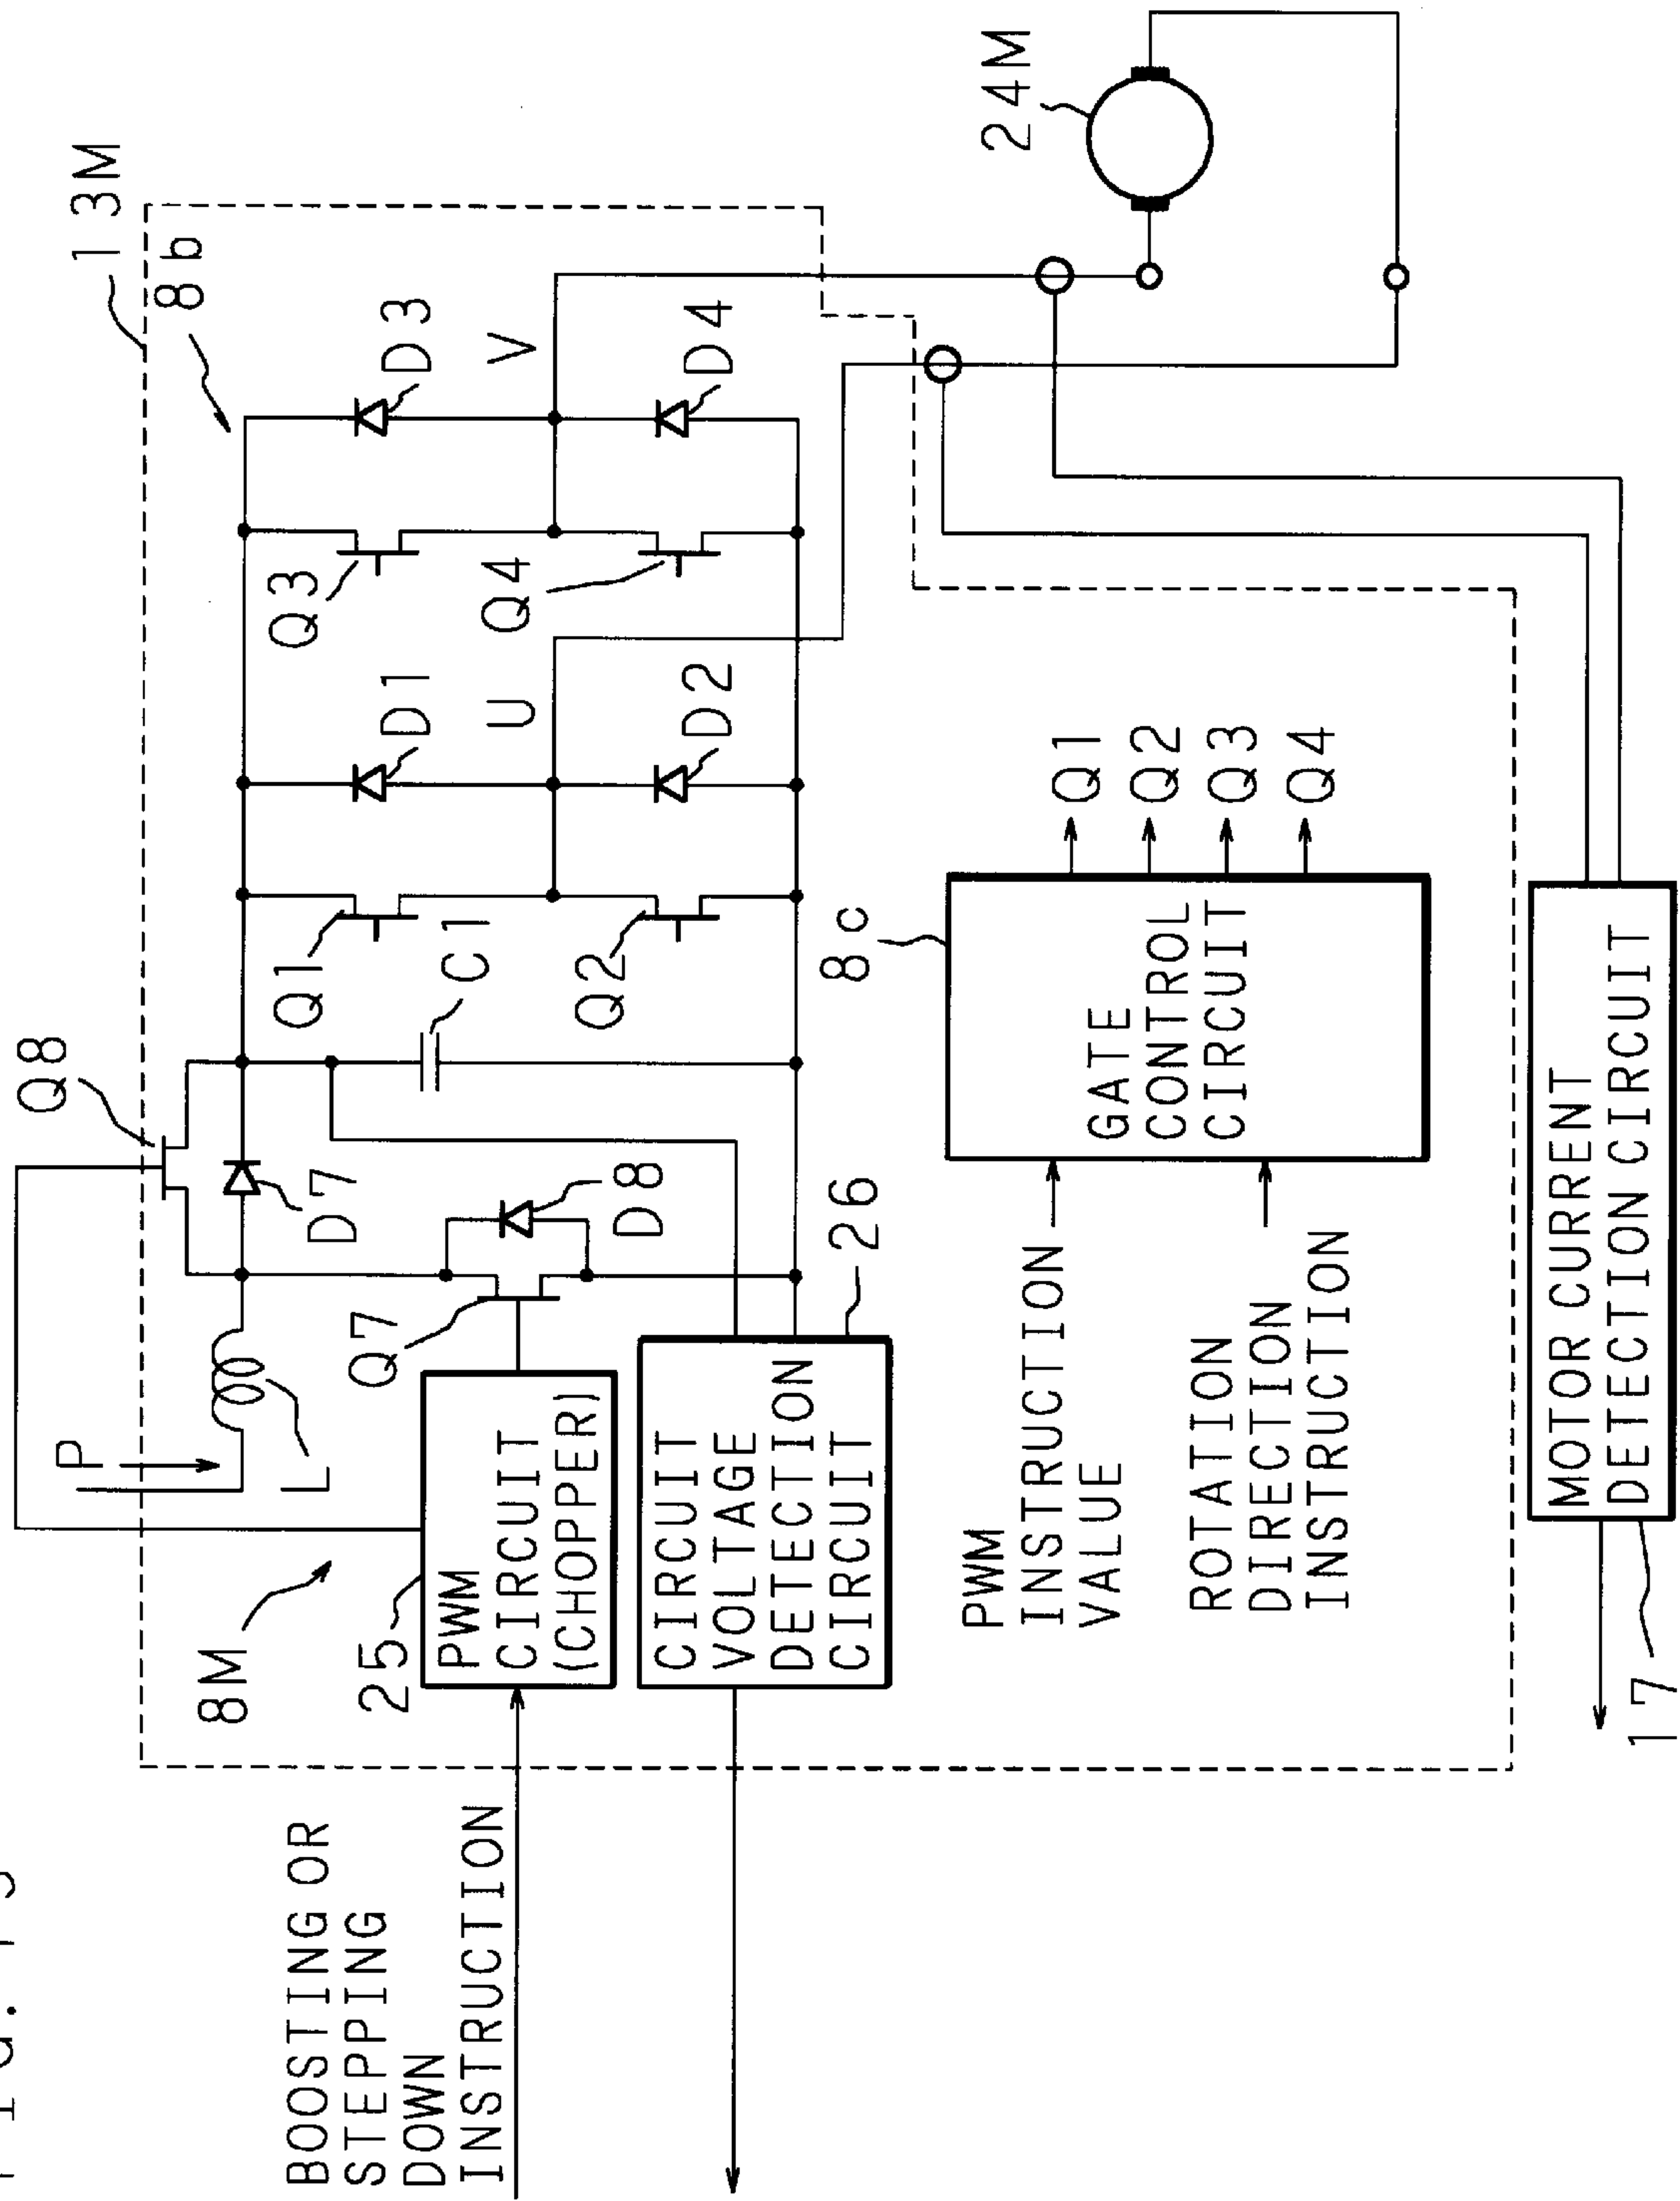 Q8
P
13M
8b
8M
L
D7
Q1
Q3
BOOSTING OR
STEPPING
DOWN
INSTRUCTION
25
PWM
CIRCUIT
(CHOPPER)
Q7
C1
D1
D3
U
V
Q4
D8
Q2
D2
D4
CIRCUIT
VOLTAGE
DETECTION
CIRCUIT
26
8c
24M
PWM
INSTRUCTION
VALUE
GATE
CONTROL
CIRCUIT
Q1
Q2
Q3
Q4
ROTATION
DIRECTION
INSTRUCTION
MOTOR CURRENT
DETECTION CIRCUIT
17